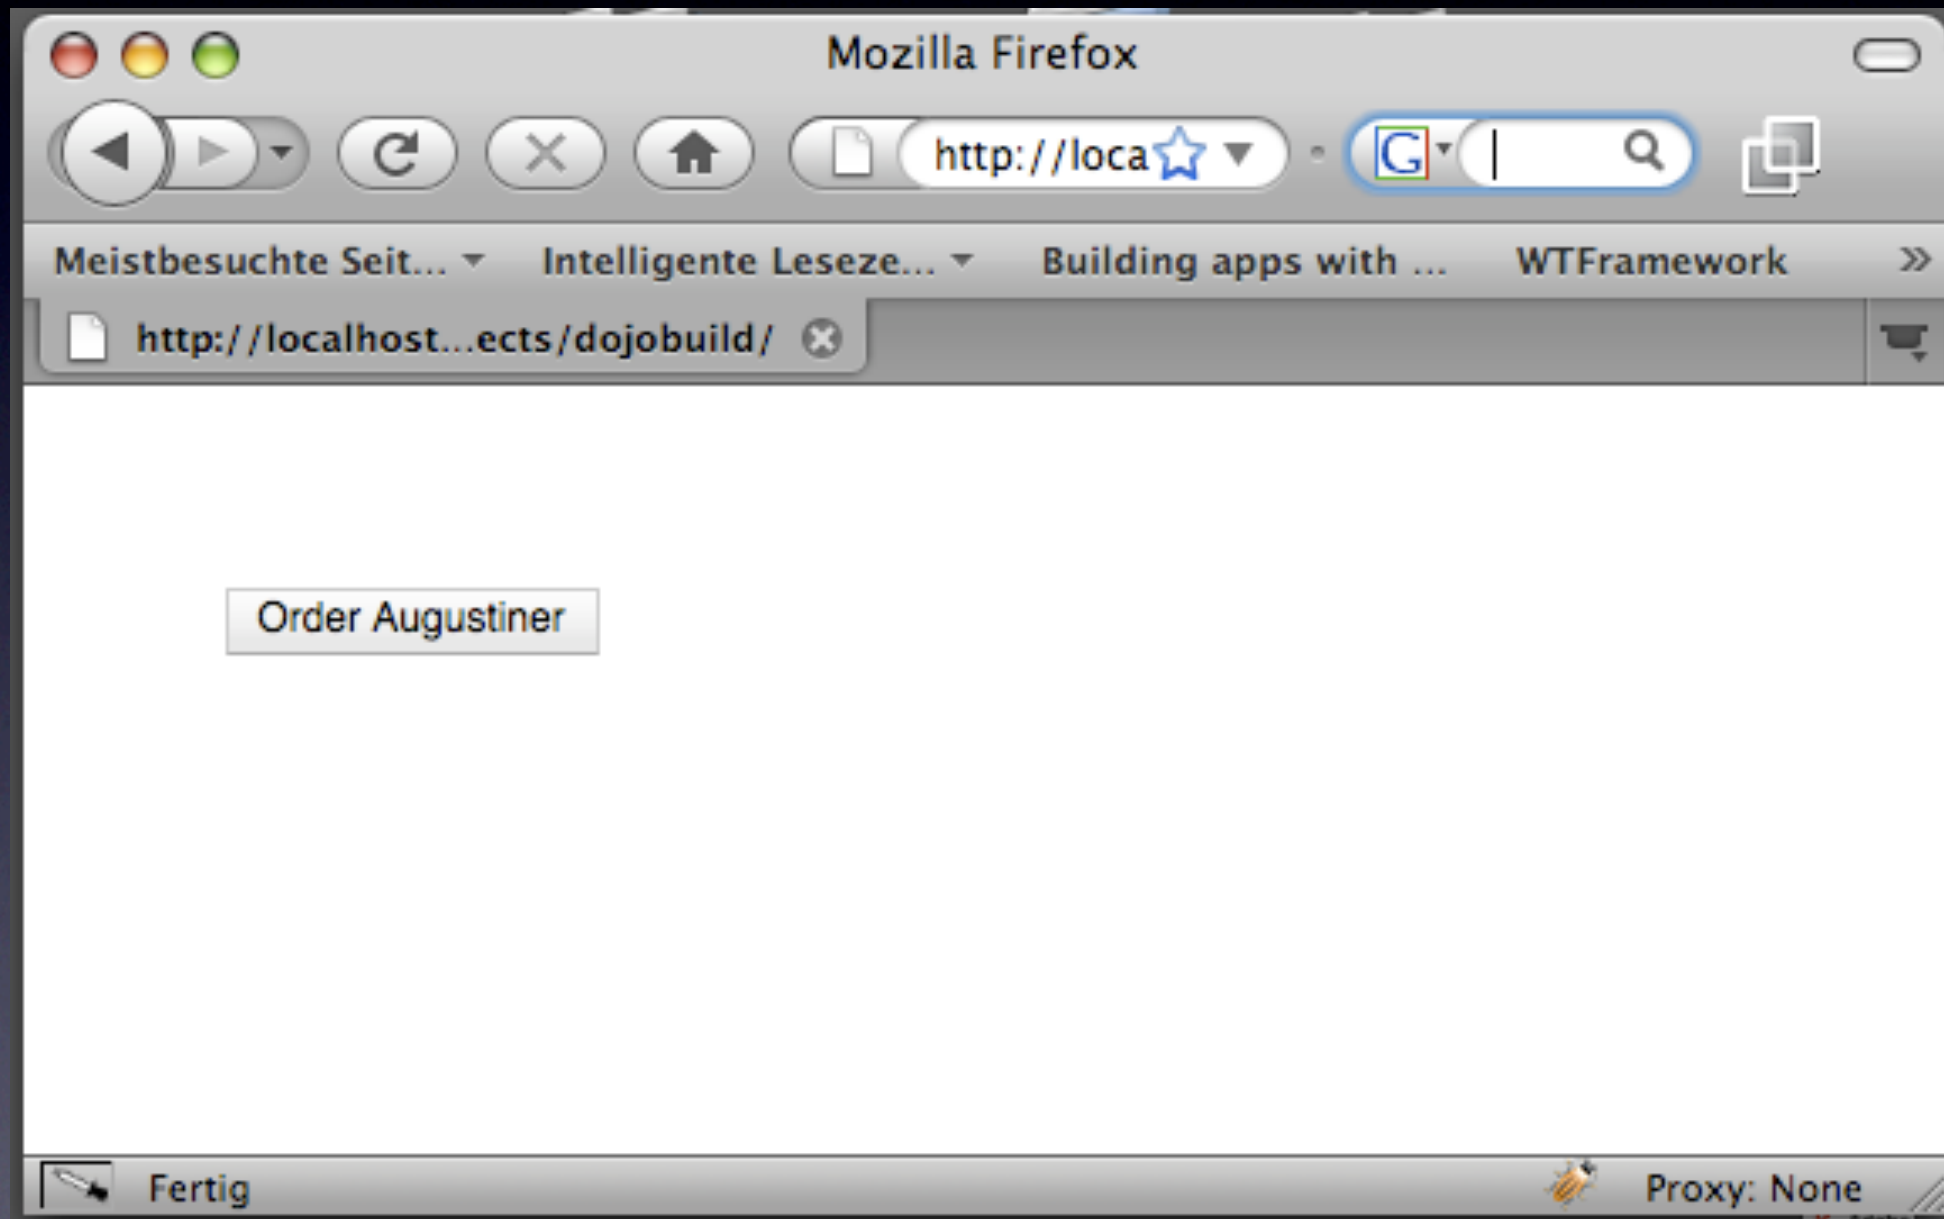 Mozilla Firefox
http://loca
G
Meistbesuchte Seit... Intelligente Leseze... Building apps with ... WTFramework »
http://localhost...ects/dojobuild/
Order Augustiner
Fertig Proxy: None